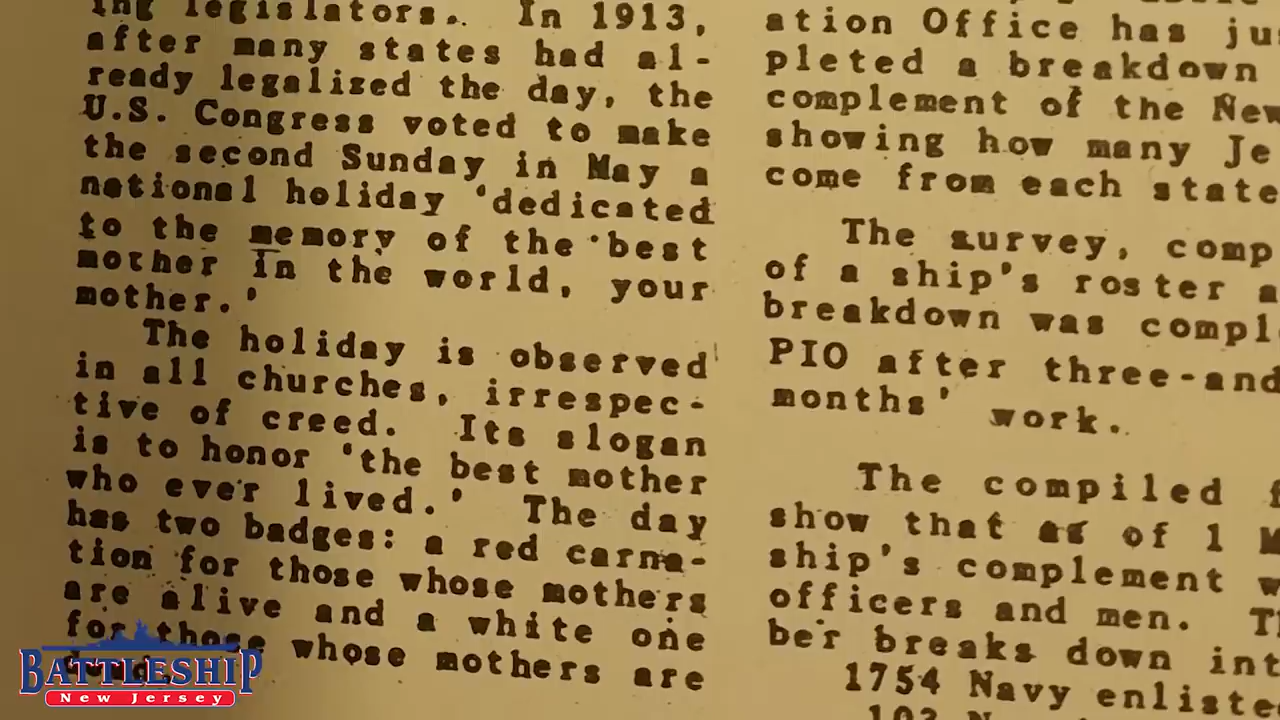 ing legislators. In 1913,
after many states had al-
ready legalized the day, the
U.S. Congress voted to make
the second Sunday in May a
national holiday 'dedicated
to the memory of the best
mother in the world, your
mother.'
The holiday is observed
in all churches, irrespec-
tive of creed. Its slogan
is to honor 'the best mother
who ever lived.' The day
has two badges: a red carna-
tion for those whose mothers
are alive and a white one
for those whose mothers are
ation Office has
pleted a breakdown
complement of the New
showing how many Je
come from each state
The survey, comp
of a ship's roster a
breakdown was compl
PIO after three-and
months' work.
The compiled
show that as of 1
ship's complement
officers and men.
ber breaks down int
1754 Navy enliste
BATTLESHIP
New Jersey